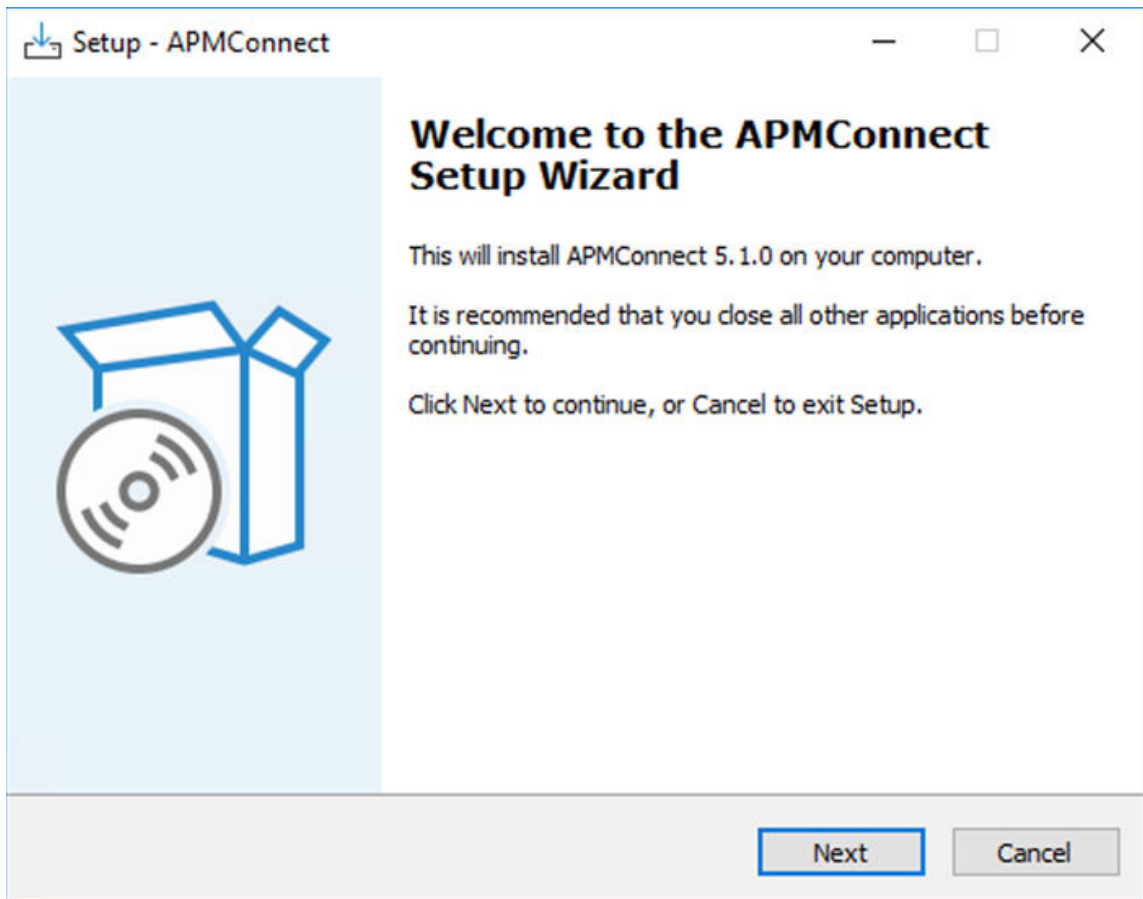 Setup - APMConnect
Welcome to the APMConnect
Setup Wizard
This will install APMConnect 5.1.0 on your computer.
It is recommended that you close all other applications before
continuing.
Click Next to continue, or Cancel to exit Setup.
Next
Cancel